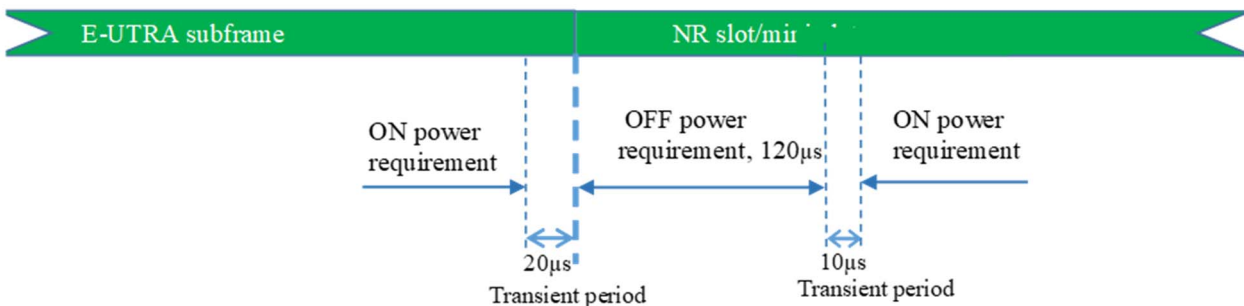 E-UTRA subframe
NR slot/
ON power
requirement
OFF power
requirement, 120µs
ON power
requirement
20µs
Transient period
10µs
Transient period